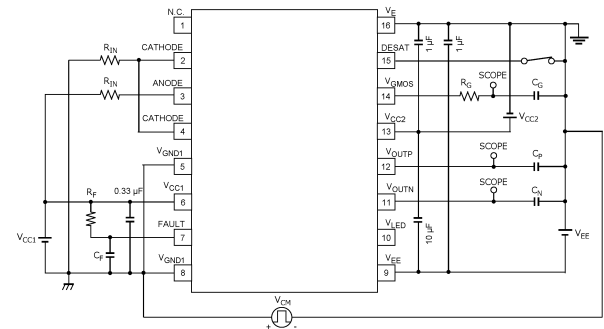 N.C.
1
CATHODE
2
ANODE
3
CATHODE
4
VGND1
5
VCC1
6
FAULT
7
VGND1
8
VE
16
DESAT
15
VGMOS
14
VCC2
13
VOUTP
12
VOUTN
11
VLED
10
VEE
9
RIN
RIN
RF
0.33 µF
VCC1
CF
1 µF
1 µF
SCOPE
RG
CG
VCC2
SCOPE
CP
SCOPE
CN
10 µF
VEE
VCM
+ -